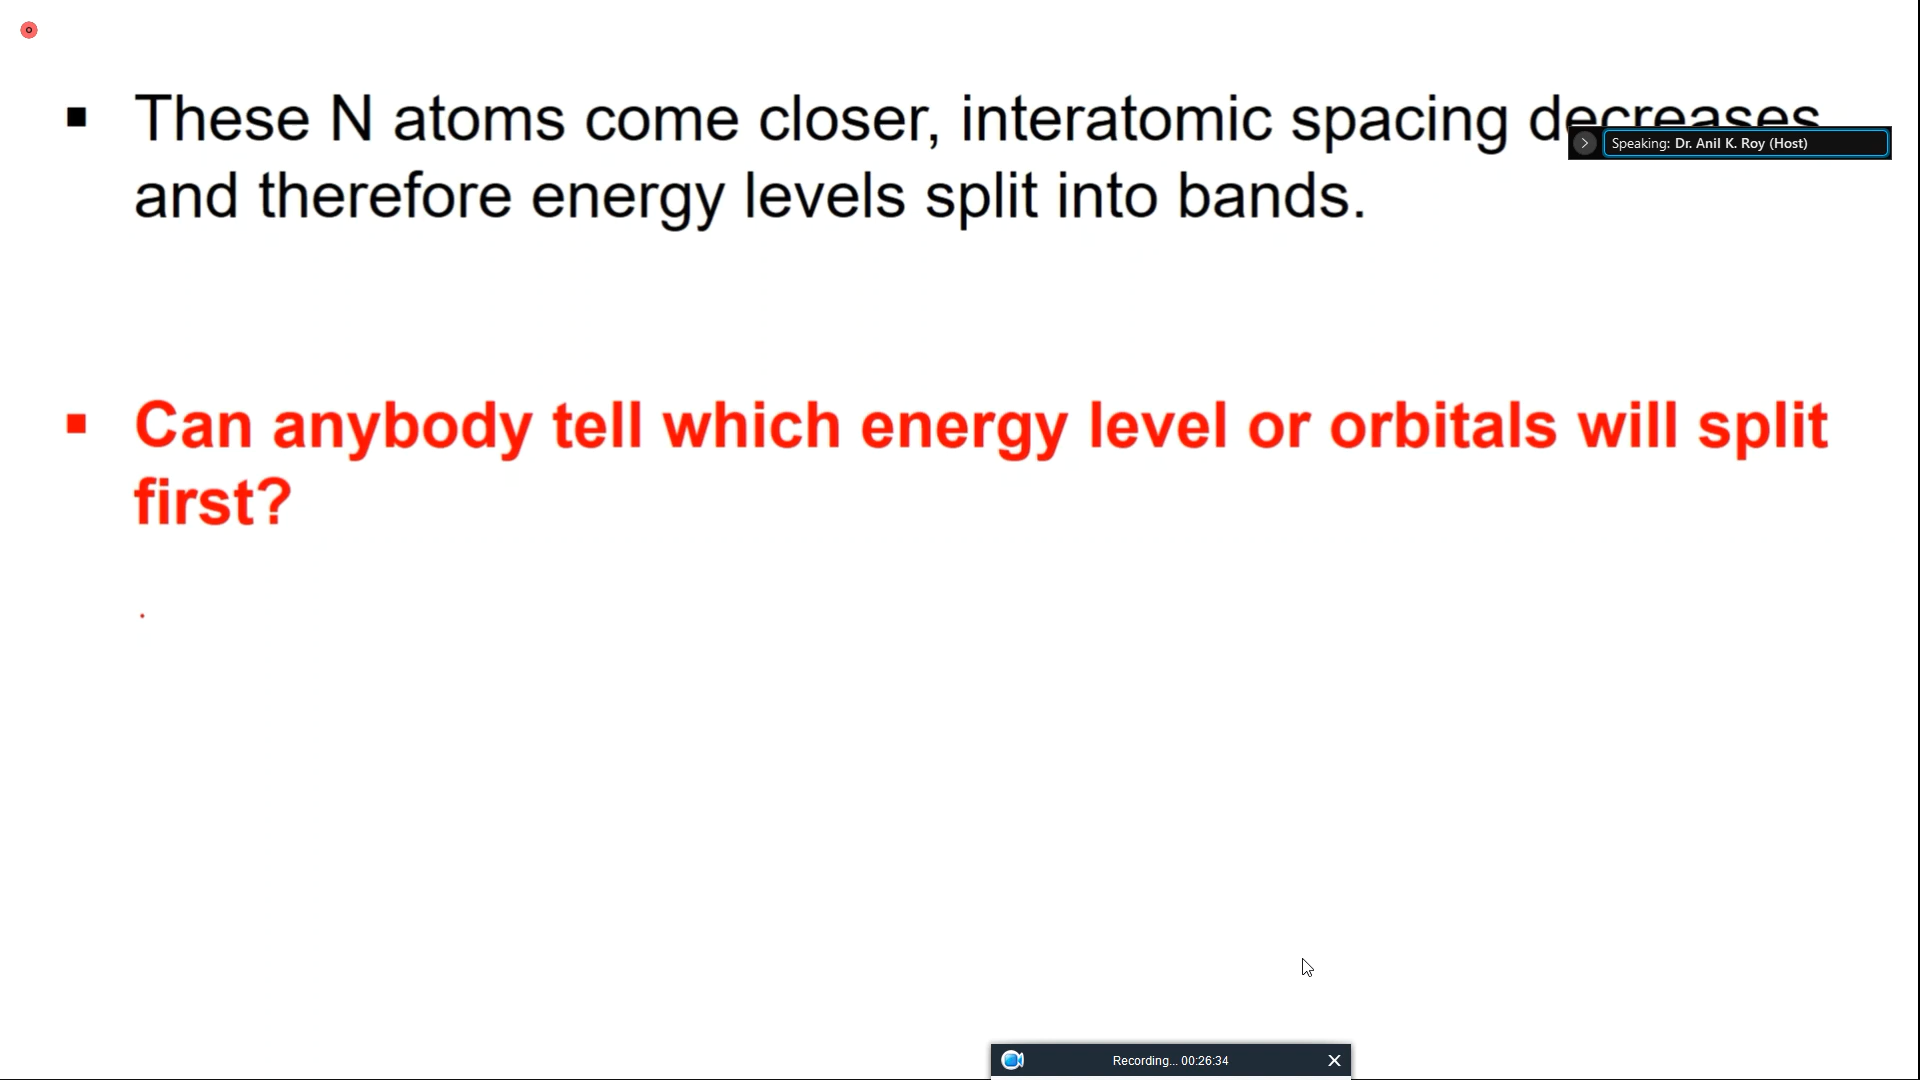 These N atoms come closer, interatomic spacing decreases
Speaking: Dr. Anil K. Roy (Host)
and therefore energy levels split into bands.
Can anybody tell which energy level or orbitals will split
first?
Recording... 00:26:34